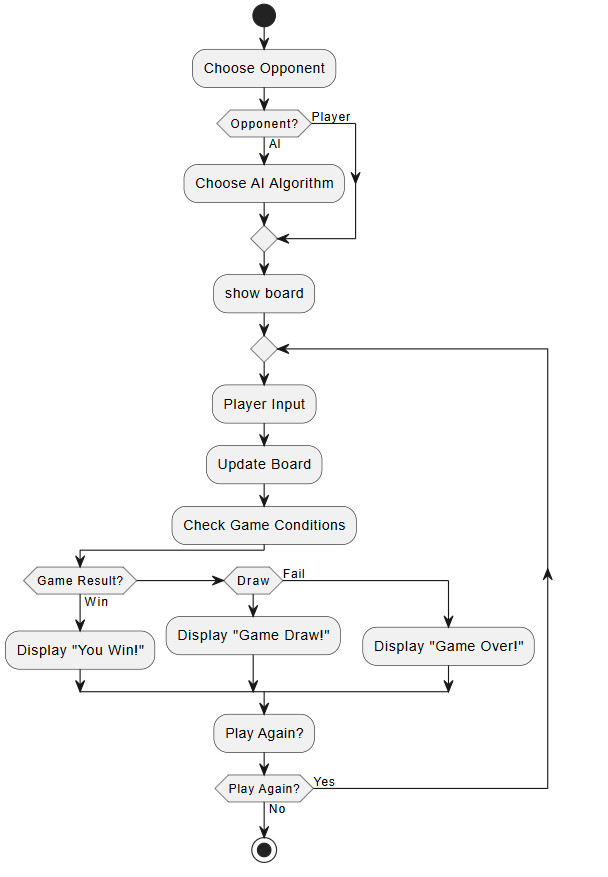 Choose Opponent
Opponent?
Player
AI
Choose AI Algorithm
show board
Player Input
Update Board
Check Game Conditions
Game Result?
Win
Draw
Fail
Display "You Win!"
Display "Game Draw!"
Display "Game Over!"
Play Again?
Play Again?
Yes
No